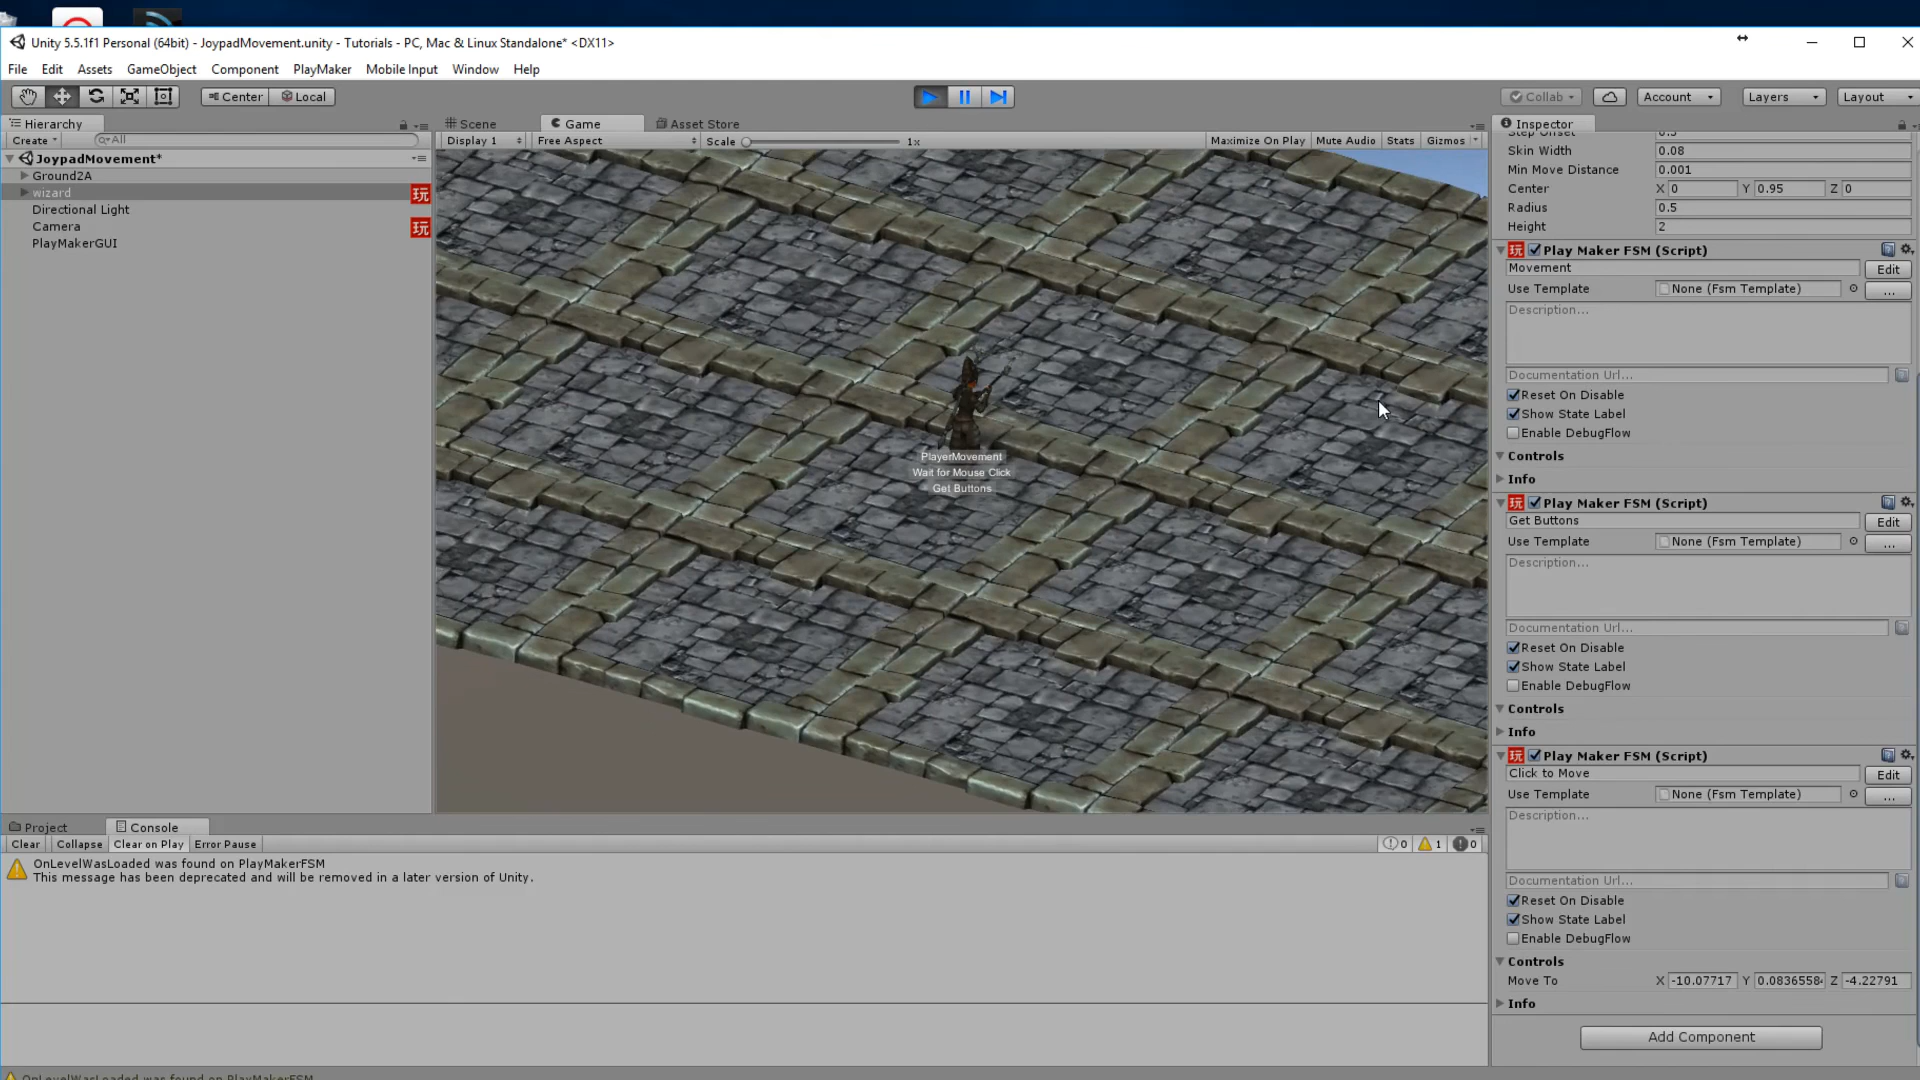 Unity 5.5.1f1 Personal (64bit) - JoypadMovement.unity - Tutorials - PC, Mac & Linux Standalone* <DX11>
File Edit Assets GameObject Component PlayMaker Mobile Input Window Help
Center Local Collab Account Layers Layout
Hierarchy Scene Game Asset Store Inspector
Create All Display 1 Free Aspect Scale 1x Maximize On Play Mute Audio Stats Gizmos
JoypadMovement*
Ground2A
wizard 玩
Directional Light
Camera 玩
PlayMakerGUI
PlayerMovement
Wait for Mouse Click
Get Buttons
Step Offset 0.3
Skin Width 0.08
Min Move Distance 0.001
Center X 0 Y 0.95 Z 0
Radius 0.5
Height 2
玩 Play Maker FSM (Script)
Movement Edit
Use Template None (Fsm Template) ...
Description...
Documentation Url...
Reset On Disable
Show State Label
Enable DebugFlow
Controls
Info
玩 Play Maker FSM (Script)
Get Buttons Edit
Use Template None (Fsm Template) ...
Description...
Documentation Url...
Reset On Disable
Show State Label
Enable DebugFlow
Controls
Info
玩 Play Maker FSM (Script)
Click to Move Edit
Use Template None (Fsm Template) ...
Description...
Documentation Url...
Reset On Disable
Show State Label
Enable DebugFlow
Controls
Move To X -10.07717 Y 0.0836558 Z -4.22791
Info
Add Component
Project Console
Clear Collapse Clear on Play Error Pause 0 1 0
OnLevelWasLoaded was found on PlayMakerFSM
This message has been deprecated and will be removed in a later version of Unity.
OnLevelWasLoaded was found on PlayMakerFSM